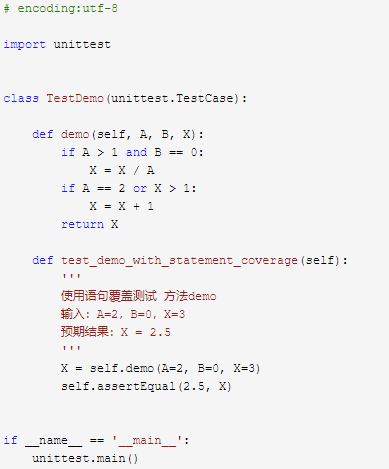 # encoding:utf-8
import unittest
class TestDemo(unittest.TestCase):
def demo(self, A, B, X):
if A > 1 and B == 0:
X = X / A
if A == 2 or X > 1:
X = X + 1
return X
def test_demo_with_statement_coverage(self):
'''
使用语句覆盖测试 方法demo
输入: A=2, B=0, X=3
预期结果: X = 2.5
'''
X = self.demo(A=2, B=0, X=3)
self.assertEqual(2.5, X)
if __name__ == '__main__':
unittest.main()